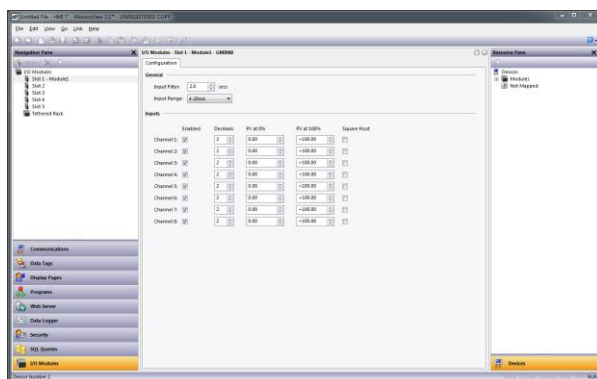 Untitled File - HMI 7" - MonicoView 3.1™ - UNREGISTERED COPY
File Edit View Go Link Help
Navigation Pane
I/O Modules
Slot 1 - Module1
Slot 2
Slot 3
Slot 4
Slot 5
Tethered Rack
Communications
Data Tags
Display Pages
Programs
Web Server
Data Logger
Security
SQL Queries
I/O Modules
I/O Modules - Slot 1 - Module1 - GMINI8
Configuration
General
Input Filter: 2.0 secs
Input Range: 4-20mA
Inputs
Enabled Decimals PV at 0% PV at 100% Square Root
Channel 1: 2 0.00 +100.00
Channel 2: 2 0.00 +100.00
Channel 3: 2 0.00 +100.00
Channel 4: 2 0.00 +100.00
Channel 5: 2 0.00 +100.00
Channel 6: 2 0.00 +100.00
Channel 7: 2 0.00 +100.00
Channel 8: 2 0.00 +100.00
Resource Pane
Devices
Modules
Not Mapped
Devices
Device Number 2
NUM